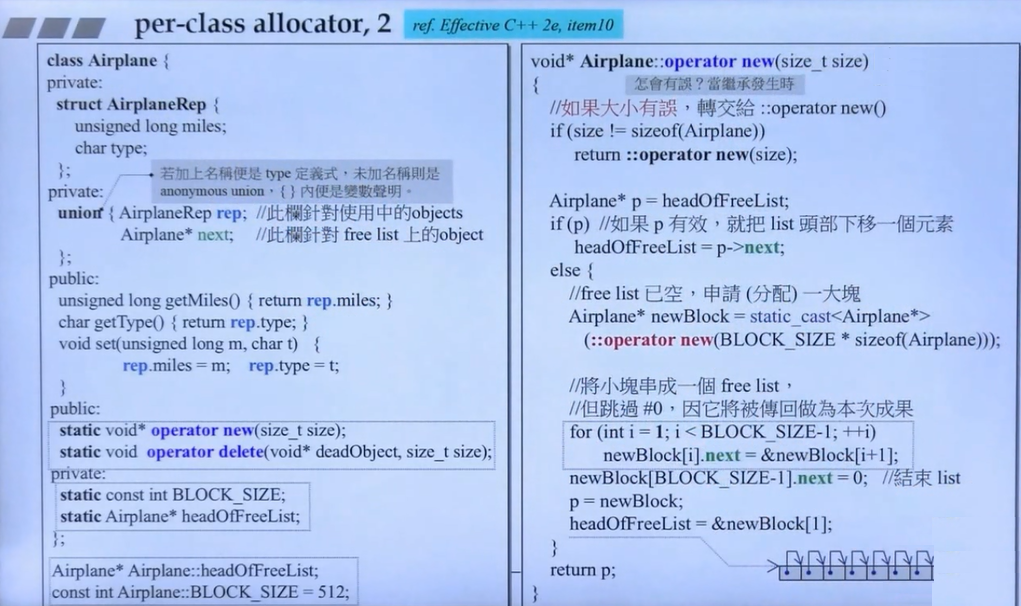 per-class allocator, 2
ref. Effective C++ 2e, item10
class Airplane {
private:
struct AirplaneRep {
unsigned long miles;
char type;
};
若加上名稱便是 type 定義式,未加名稱則是
anonymous union,{ } 內便是變數聲明。
private:
union { AirplaneRep rep; //此欄針對使用中的objects
Airplane* next; //此欄針對 free list 上的object
};
public:
unsigned long getMiles() { return rep.miles; }
char getType() { return rep.type; }
void set(unsigned long m, char t) {
rep.miles = m; rep.type = t;
}
public:
static void* operator new(size_t size);
static void operator delete(void* deadObject, size_t size);
private:
static const int BLOCK_SIZE;
static Airplane* headOfFreeList;
};
Airplane* Airplane::headOfFreeList;
const int Airplane::BLOCK_SIZE = 512;
void* Airplane::operator new(size_t size)
{
怎會有誤?當繼承發生時
//如果大小有誤,轉交給 ::operator new()
if (size != sizeof(Airplane))
return ::operator new(size);
Airplane* p = headOfFreeList;
if (p) //如果 p 有效,就把 list 頭部下移一個元素
headOfFreeList = p->next;
else {
//free list 已空,申請 (分配) 一大塊
Airplane* newBlock = static_cast<Airplane*>
(::operator new(BLOCK_SIZE * sizeof(Airplane)));
//將小塊串成一個 free list,
//但跳過 #0,因它將被傳回做為本次成果
for (int i = 1; i < BLOCK_SIZE-1; ++i)
newBlock[i].next = &newBlock[i+1];
newBlock[BLOCK_SIZE-1].next = 0; //結束 list
p = newBlock;
headOfFreeList = &newBlock[1];
}
return p;
}